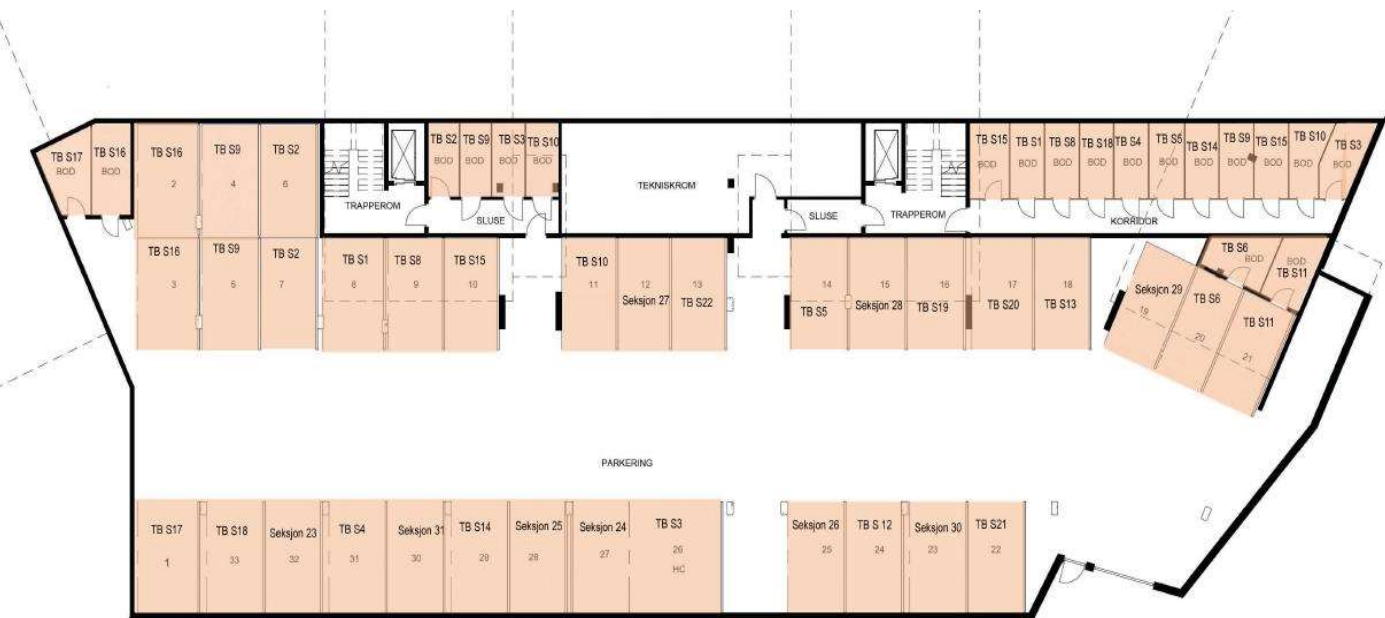 TB S17
BOD
TB S16
BOD
TB S16
2
TB S9
4
TB S2
6
TRAPPEROM
TB S2
BOD
TB S9
BOD
TB S3
BOD
TB S10
BOD
SLUSE
TEKNISKROM
SLUSE
TRAPPEROM
TB S15
BOD
TB S1
BOD
TB S8
BOD
TB S18
BOD
TB S4
BOD
TB S5
BOD
TB S14
BOD
TB S9
BOD
TB S15
BOD
TB S10
BOD
TB S3
BOD
KORRIDOR
TB S16
3
TB S9
5
TB S2
7
TB S1
8
TB S8
9
TB S15
10
TB S10
11
12
Seksjon 27
13
TB S22
14
TB S5
15
Seksjon 28
16
TB S19
17
TB S20
18
TB S13
Seksjon 29
19
TB S6
BOD
BOD
TB S11
TB S6
20
TB S11
21
PARKERING
TB S17
1
TB S18
33
Seksjon 23
32
TB S4
31
Seksjon 31
30
TB S14
29
Seksjon 25
28
Seksjon 24
27
TB S3
26
HC
Seksjon 26
25
TB S 12
24
Seksjon 30
23
TB S21
22